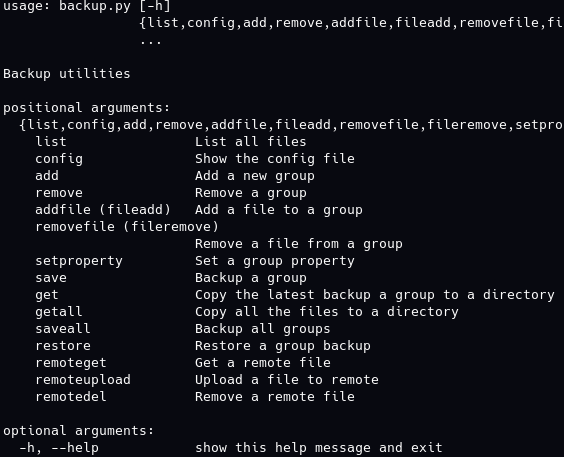 usage: backup.py [-h]
{list,config,add,remove,addfile,fileadd,removefile,fi
...
Backup utilities
positional arguments:
{list,config,add,remove,addfile,fileadd,removefile,fileremove,setpro
list List all files
config Show the config file
add Add a new group
remove Remove a group
addfile (fileadd) Add a file to a group
removefile (fileremove)
Remove a file from a group
setproperty Set a group property
save Backup a group
get Copy the latest backup a group to a directory
getall Copy all the files to a directory
saveall Backup all groups
restore Restore a group backup
remoteget Get a remote file
remoteupload Upload a file to remote
remotedel Remove a remote file
optional arguments:
-h, --help show this help message and exit